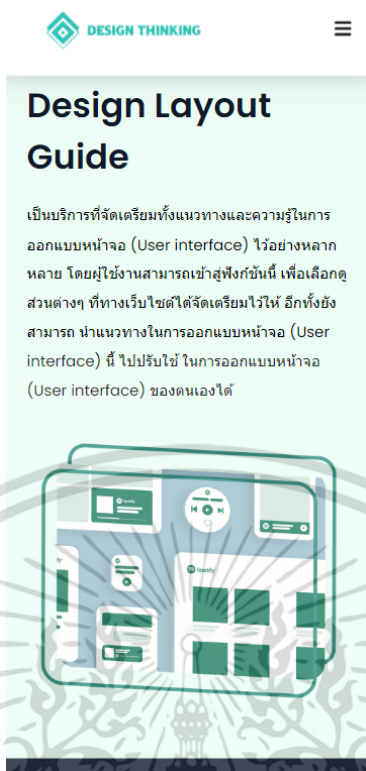 DESIGN THINKING
Design Layout
Guide
เป็นบริการที่จัดเตรียมทั้งแนวทางและความรู้ในการ
ออกแบบหน้าจอ (User interface) ไว้อย่างหลาก
หลาย โดยผู้ใช้งานสามารถเข้าสู่ฟังก์ชันนี้ เพื่อเลือกดู
ส่วนต่างๆ ที่ทางเว็บไซต์ได้จัดเตรียมไว้ให้ อีกทั้งยัง
สามารถ นำแนวทางในการออกแบบหน้าจอ (User
interface) นี้ ไปปรับใช้ ในการออกแบบหน้าจอ
(User interface) ของตนเองได้
Spotify
Spotify